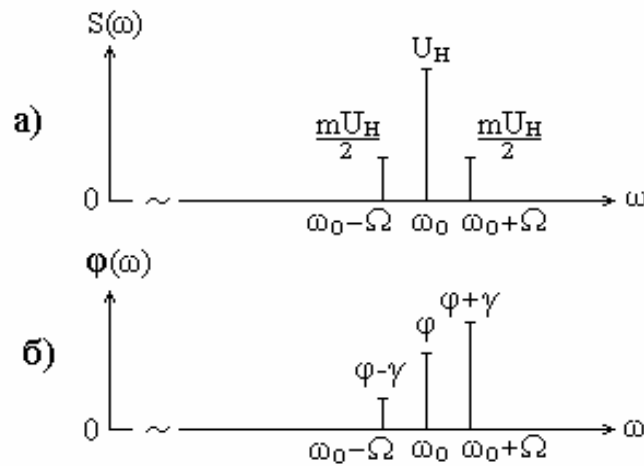 S(ω)
U_H
а)
mU_H/2 mU_H/2
0 ~ ω
ω₀−Ω ω₀ ω₀+Ω
φ(ω)
φ+γ
φ
б)
φ-γ
0 ~ ω
ω₀−Ω ω₀ ω₀+Ω